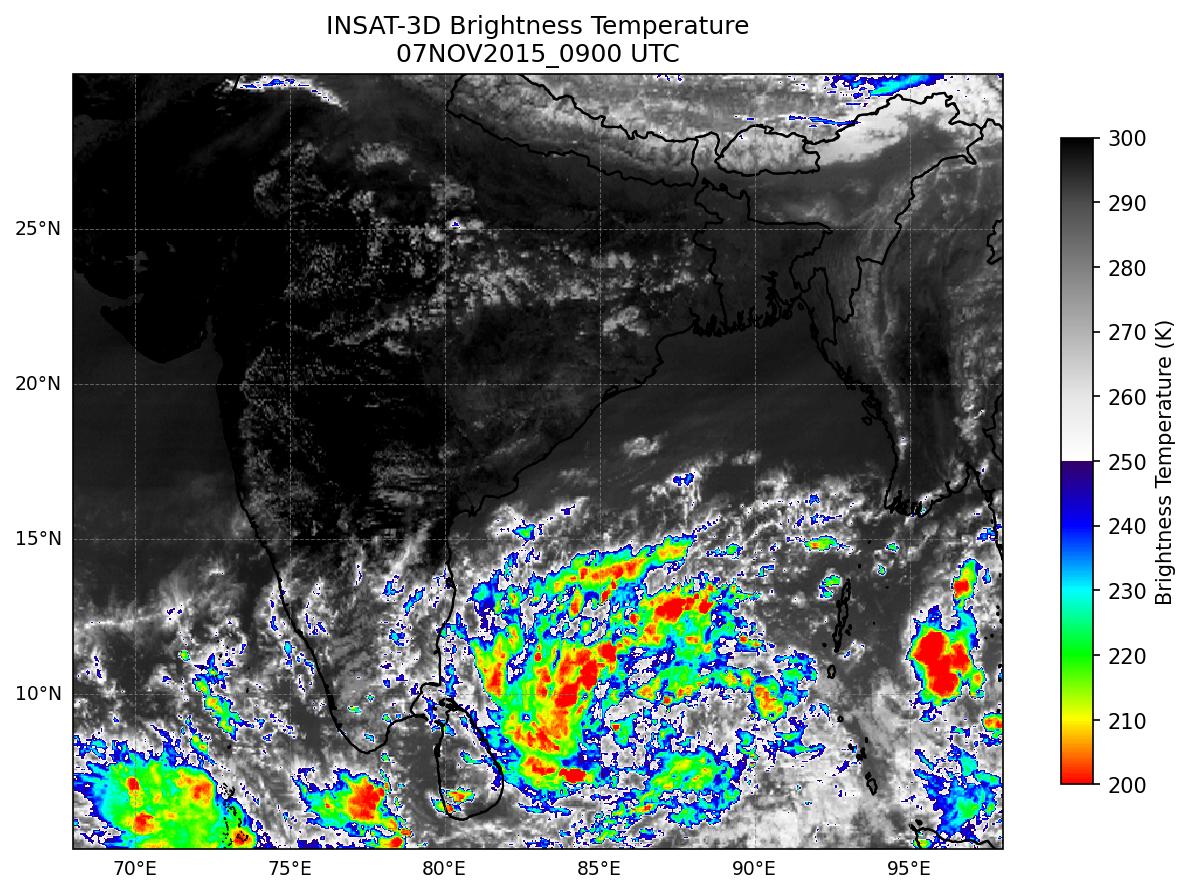 INSAT-3D Brightness Temperature
07NOV2015_0900 UTC
25°N
20°N
15°N
10°N
70°E
75°E
80°E
85°E
90°E
95°E
300
290
280
270
260
250
240
230
220
210
200
Brightness Temperature (K)